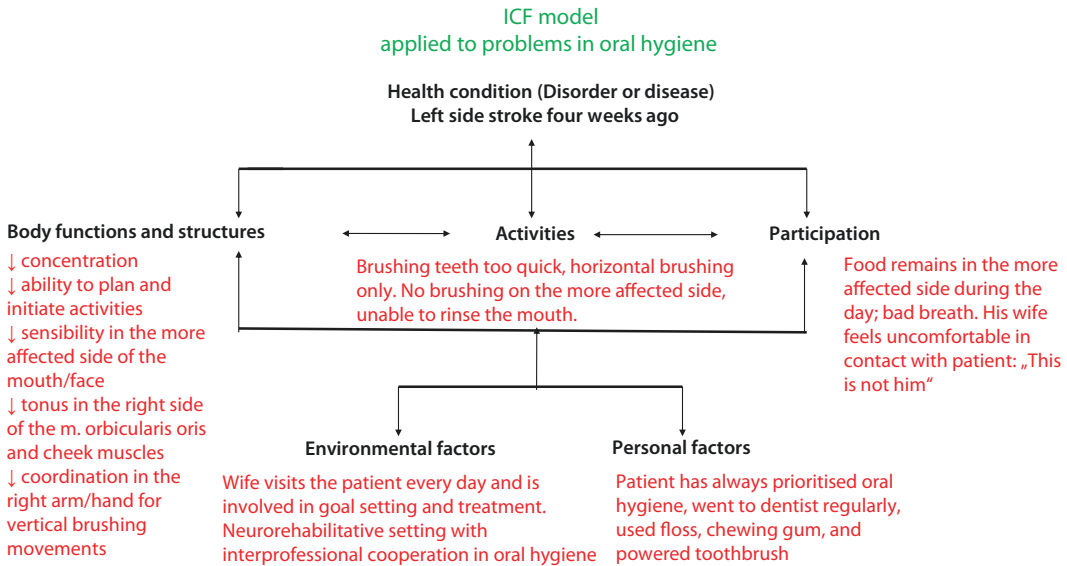 ICF model
applied to problems in oral hygiene
Health condition (Disorder or disease)
Left side stroke four weeks ago
Body functions and structures
↓ concentration
↓ ability to plan and
initiate activities
↓ sensibility in the more
affected side of the
mouth/face
↓ tonus in the right side
of the m. orbicularis oris
and cheek muscles
↓ coordination in the
right arm/hand for
vertical brushing
movements
Activities
Brushing teeth too quick, horizontal brushing
only. No brushing on the more affected side,
unable to rinse the mouth.
Participation
Food remains in the more
affected side during the
day; bad breath. His wife
feels uncomfortable in
contact with patient: „This
is not him“
Environmental factors
Wife visits the patient every day and is
involved in goal setting and treatment.
Neurorehabilitative setting with
interprofessional cooperation in oral hygiene
Personal factors
Patient has always prioritised oral
hygiene, went to dentist regularly,
used floss, chewing gum, and
powered toothbrush